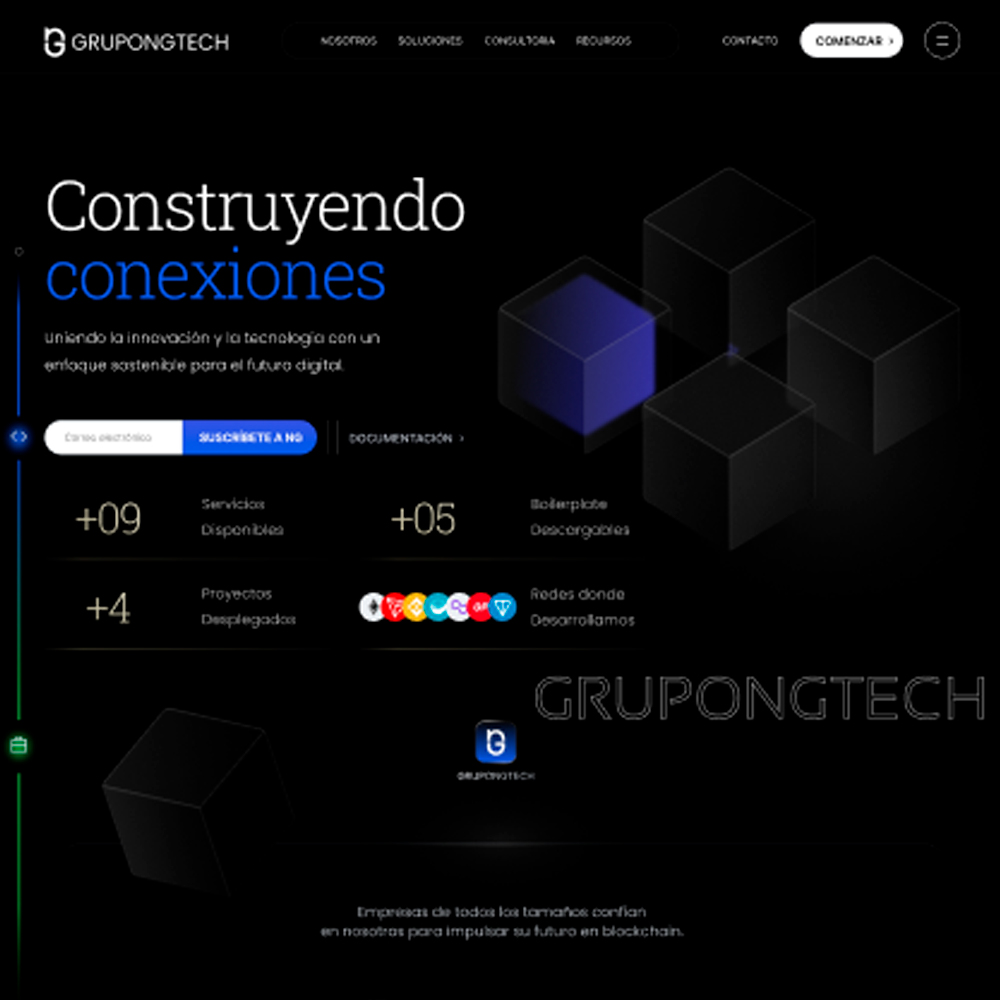 GRUPONGTECH
NOSOTROS SOLUCIONES CONSULTORIA RECURSOS
CONTACTO
COMENZAR ›
Construyendo
conexiones
Uniendo la innovación y la tecnología con un
enfoque sostenible para el futuro digital.
Correo electrónico
SUSCRÍBETE A NG
DOCUMENTACIÓN ›
+09 Servicios
Disponibles
+05 Boilerplate
Descargables
+4 Proyectos
Desplegados
Redes donde
Desarrollamos
GRUPONGTECH
GRUPONGTECH
Empresas de todos los tamaños confían
en nosotros para impulsar su futuro en blockchain.